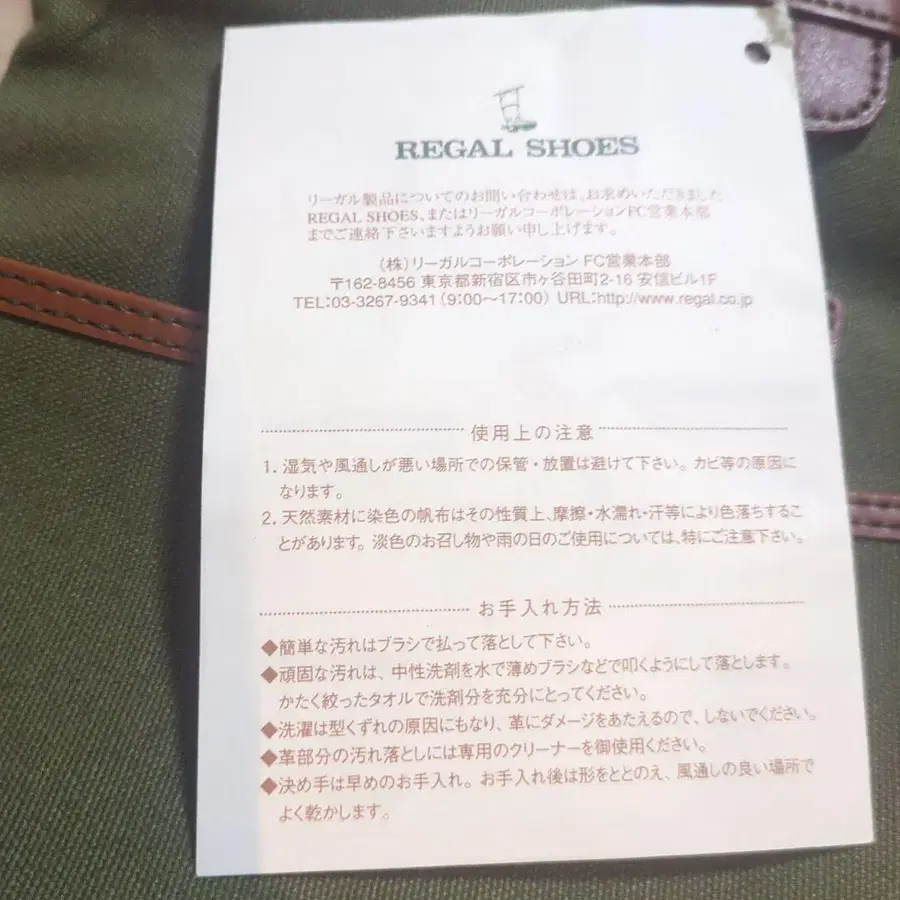 REGAL SHOES
リーガル製品についてのお問い合わせは、お求めいただきました
REGAL SHOES、またはリーガルコーポレーションFC営業本部
までご連絡下さいますようお願い申し上げます。
（株）リーガルコーポレーション FC営業本部
〒162-8456 東京都新宿区市ヶ谷田町2-16 安信ビル1F
TEL:03-3267-9341（9:00～17:00） URL:http://www.regal.co.jp
使用上の注意
1. 湿気や風通しが悪い場所での保管・放置は避けて下さい。カビ等の原因に
なります。
2. 天然素材に染色の帆布はその性質上、摩擦・水濡れ・汗等により色落ちするこ
とがあります。淡色のお召し物や雨の日のご使用については、特にご注意下さい。
お手入れ方法
◆簡単な汚れはブラシで払って落として下さい。
◆頑固な汚れは、中性洗剤を水で薄めブラシなどで叩くようにして落とします。
かたく絞ったタオルで洗剤分を充分にとってください。
◆洗濯は型くずれの原因にもなり、革にダメージをあたえるので、しないでください。
◆革部分の汚れ落としには専用のクリーナーを御使用ください。
◆決め手は早めのお手入れ。お手入れ後は形をととのえ、風通しの良い場所で
よく乾かします。